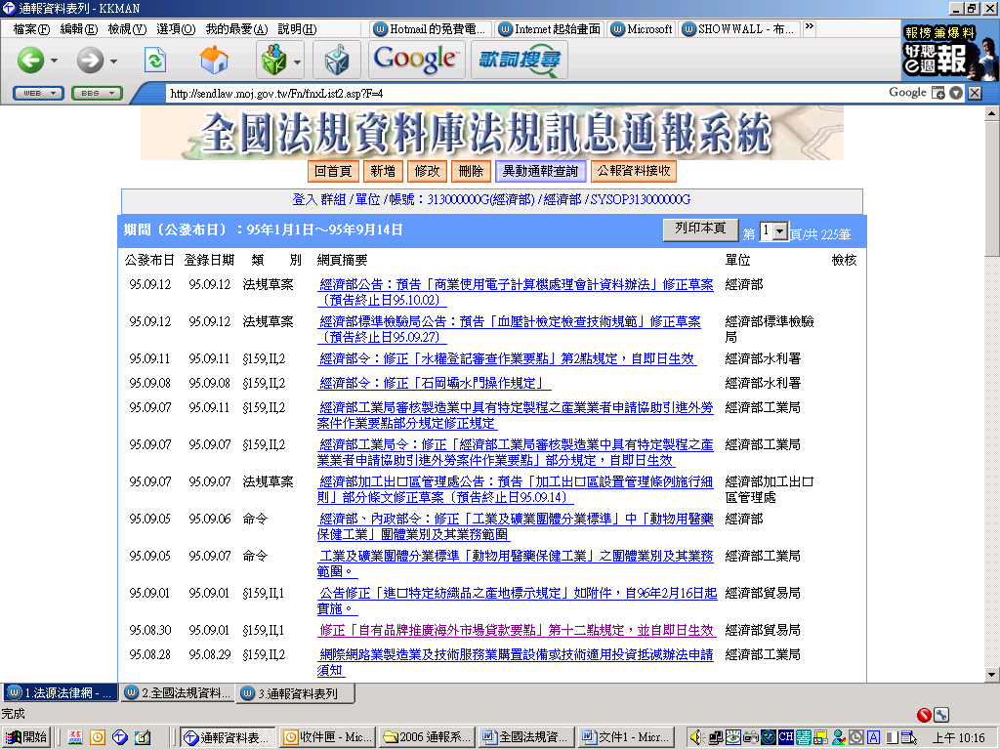 通報資料表列 - KKMAN
檔案(F) 編輯(E) 檢視(V) 選項(O) 我的最愛(A) 說明(H)
Hotmail 的免費電... Internet 起始畫面 Microsoft SHOWWALL - 布... »
報榜兼爆料
好聽e週報
Google 歌詞搜尋
WEB BBS http://sendlaw.moj.gov.tw/Fn/fnxList2.asp?F=4 Google
全國法規資料庫法規訊息通報系統
回首頁 新增 修改 刪除 異動通報查詢 公報資料接收
登入 群組 / 單位 / 帳號：313000000G(經濟部) / 經濟部 / SYSOP313000000G
期間〔公發布日〕：95年1月1日～95年9月14日 列印本頁 第 1 頁/共 225筆
公發布日 登錄日期 類 別 網頁摘要 單位 檢核
95.09.12 95.09.12 法規草案 經濟部公告：預告「商業使用電子計算機處理會計資料辦法」修正草案 經濟部
〔預告終止日95.10.02〕
95.09.12 95.09.12 法規草案 經濟部標準檢驗局公告：預告「血壓計檢定檢查技術規範」修正草案 經濟部標準檢驗
〔預告終止日95.09.27〕 局
95.09.11 95.09.11 §159,II,2 經濟部令：修正「水權登記審查作業要點」第2點規定，自即日生效 經濟部水利署
95.09.08 95.09.08 §159,II,2 經濟部令：修正「石岡壩水門操作規定」 經濟部水利署
95.09.07 95.09.11 §159,II,2 經濟部工業局審核製造業中具有特定製程之產業業者申請協助引進外勞 經濟部工業局
案件作業要點部分規定修正規定
95.09.07 95.09.07 §159,II,2 經濟部工業局令：修正「經濟部工業局審核製造業中具有特定製程之產 經濟部工業局
業業者申請協助引進外勞案件作業要點」部分規定，自即日生效
95.09.07 95.09.07 法規草案 經濟部加工出口區管理處公告：預告「加工出口區設置管理條例施行細 經濟部加工出口
則」部分條文修正草案〔預告終止日95.09.14〕 區管理處
95.09.05 95.09.06 命令 經濟部、內政部令：修正「工業及礦業團體分業標準」中「動物用醫藥 經濟部
保健工業」團體業別及其業務範圍
95.09.05 95.09.07 命令 工業及礦業團體分業標準「動物用醫藥保健工業」之團體業別及其業務 經濟部工業局
範圍。
95.09.01 95.09.01 §159,II,1 公告修正「進口特定紡織品之產地標示規定」如附件，自96年2月16日起 經濟部貿易局
實施。
95.08.30 95.09.01 §159,II,1 修正「自有品牌推廣海外市場貸款要點」第十二點規定，並自即日生效 經濟部貿易局
95.08.28 95.08.29 §159,II,2 網際網路業製造業及技術服務業購置設備或技術適用投資抵減辦法申請 經濟部工業局
須知
1.法源法律網 - ... 2.全國法規資料... 3.通報資料表列
完成
開始 通報資料表... 收件匣 - Mic... 2006 通報系... 全國法規資... 文件1 - Micr... CH A 上午 10:16